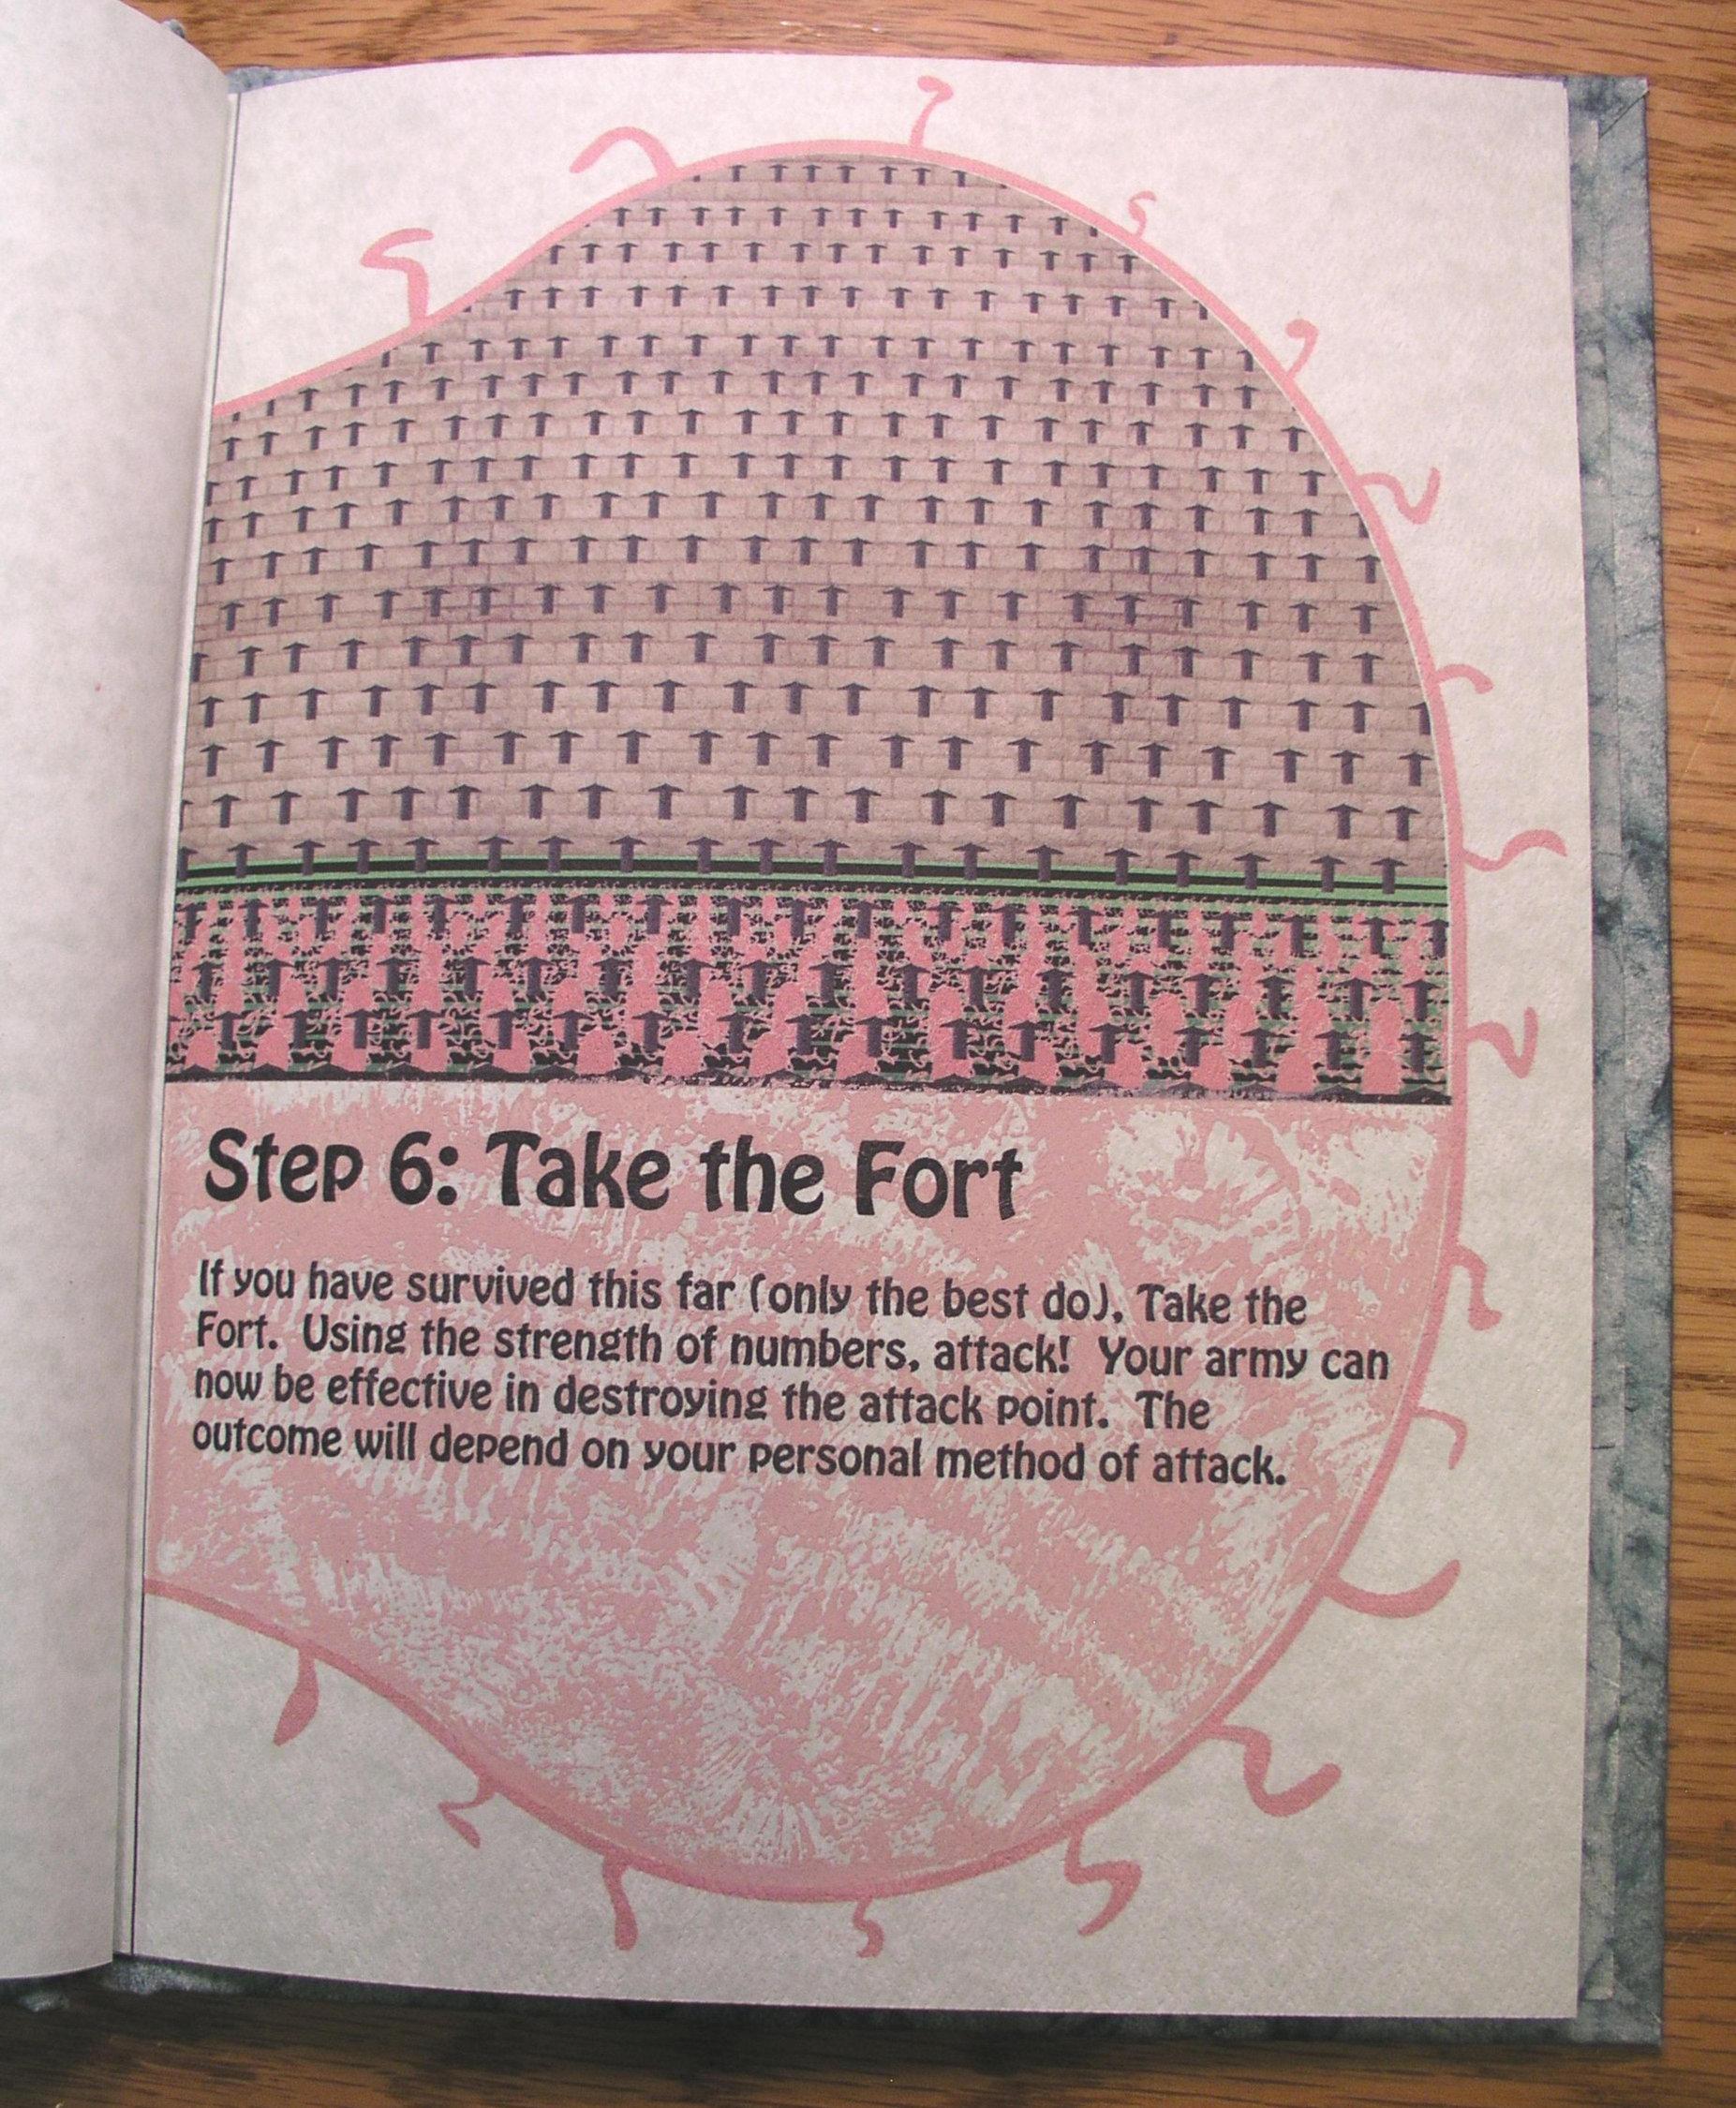 Step 6: Take the Fort
If you have survived this far (only the best do), Take the
Fort.  Using the strength of numbers, attack!  Your army can
now be effective in destroying the attack point.  The
outcome will depend on your personal method of attack.